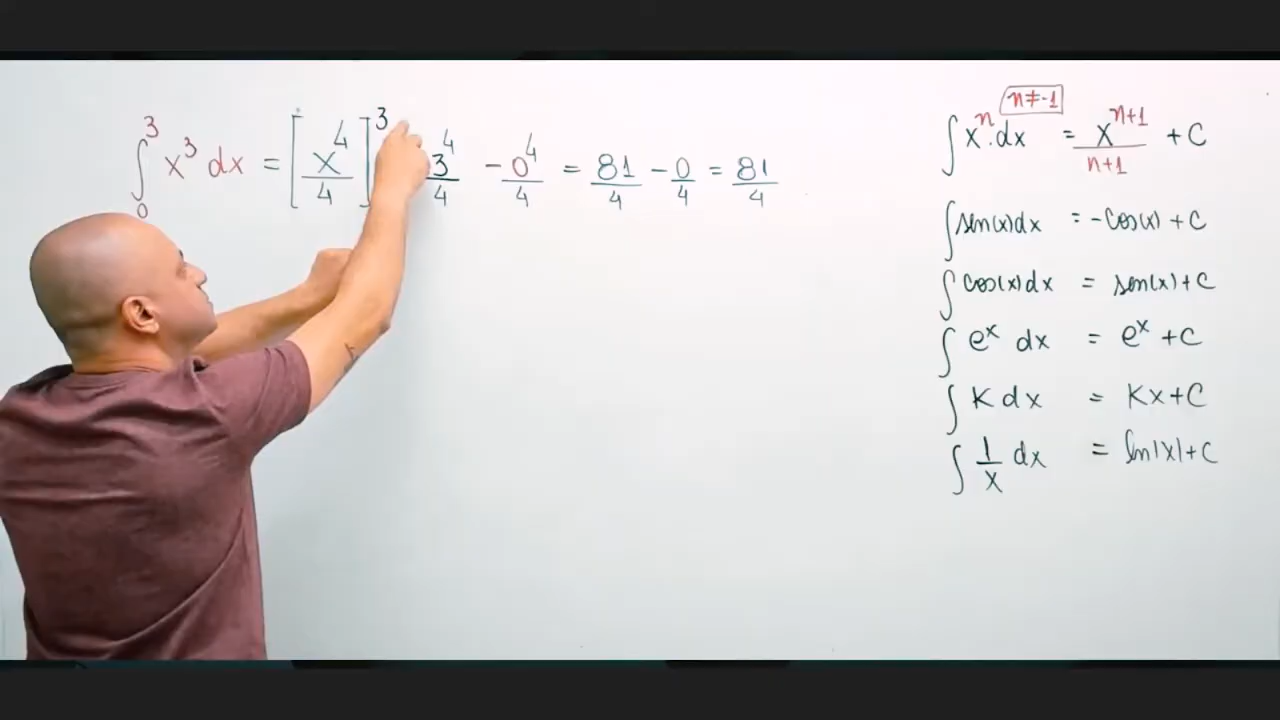 ∫₀³ x³ dx = [x⁴/4]³ 3⁴/4 - 0⁴/4 = 81/4 - 0/4 = 81/4
n≠-1
∫xⁿ.dx = xⁿ⁺¹/n+1 + C
∫sen(x)dx = -cos(x) + C
∫cos(x)dx = sen(x)+C
∫eˣ dx = eˣ +C
∫K dx = Kx+C
∫1/x dx = ln|x|+C